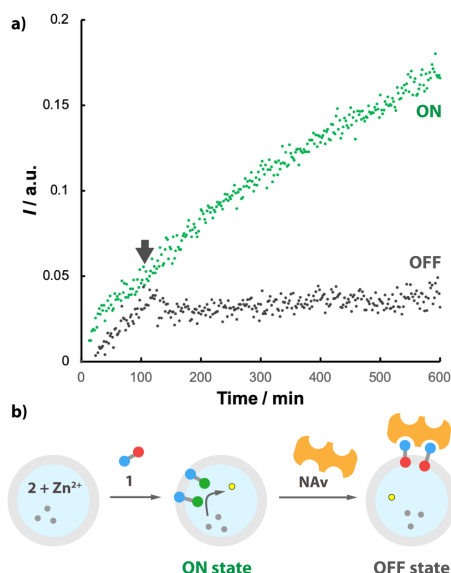 a)
0.2
0.15
ON
I / a.u.
0.1
OFF
0.05
0
0 100 200 300 400 500 600
Time / min
b)
2 + Zn²⁺
1
NAv
ON state
OFF state